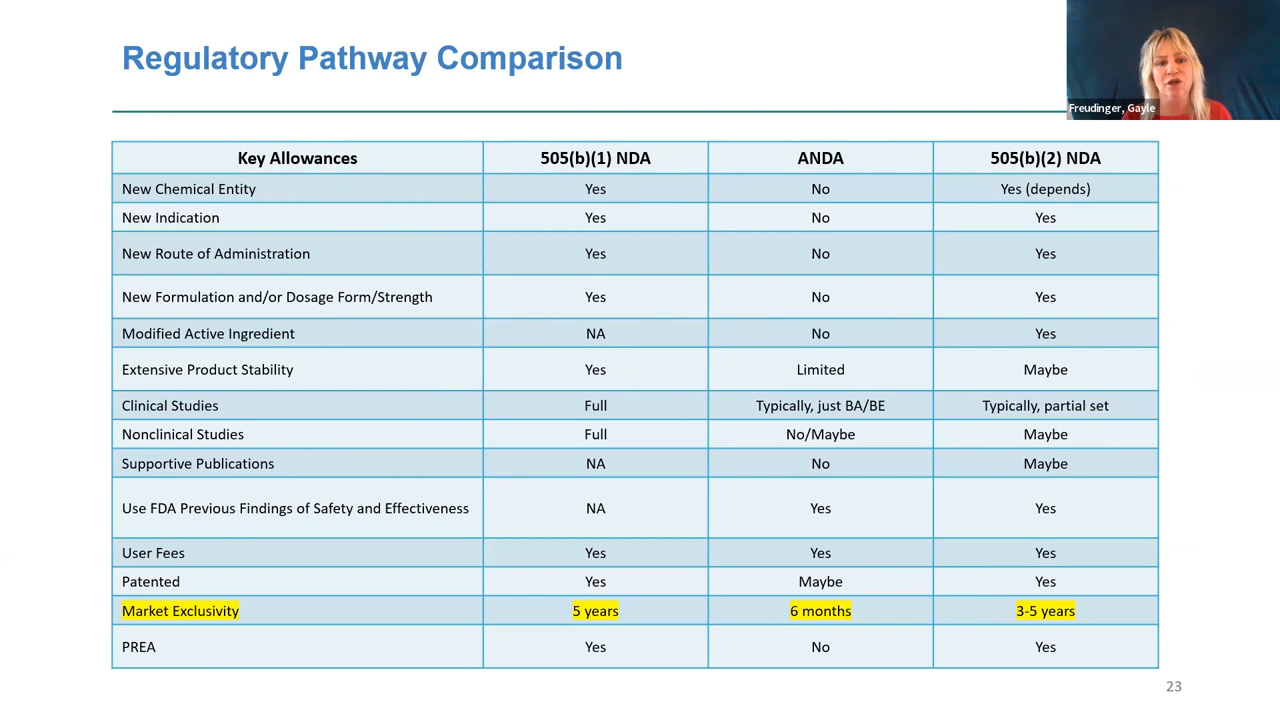 Regulatory Pathway Comparison
Freudinger, Gayle
Key Allowances 505(b)(1) NDA ANDA 505(b)(2) NDA
New Chemical Entity Yes No Yes (depends)
New Indication Yes No Yes
New Route of Administration Yes No Yes
New Formulation and/or Dosage Form/Strength Yes No Yes
Modified Active Ingredient NA No Yes
Extensive Product Stability Yes Limited Maybe
Clinical Studies Full Typically, just BA/BE Typically, partial set
Nonclinical Studies Full No/Maybe Maybe
Supportive Publications NA No Maybe
Use FDA Previous Findings of Safety and Effectiveness NA Yes Yes
User Fees Yes Yes Yes
Patented Yes Maybe Yes
Market Exclusivity 5 years 6 months 3-5 years
PREA Yes No Yes
23